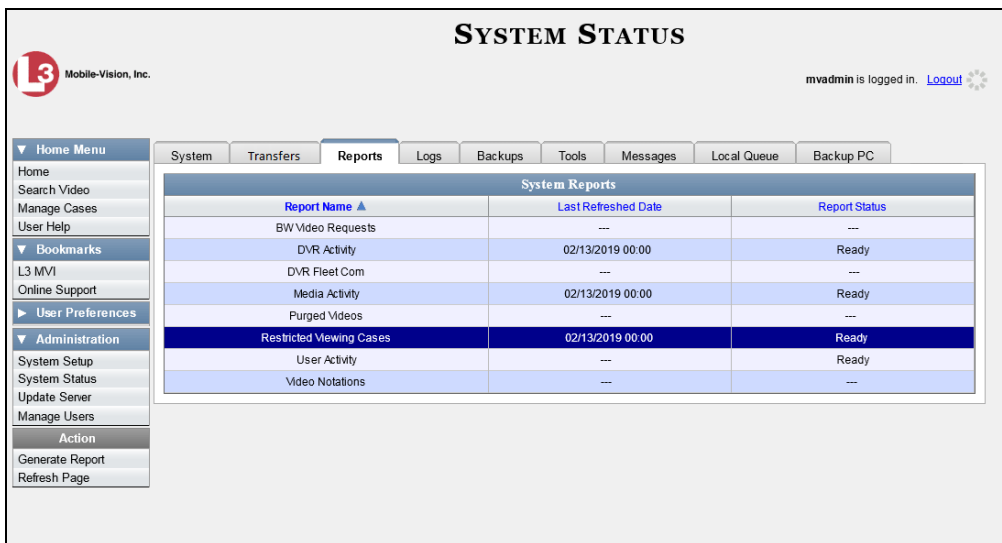 SYSTEM STATUS
L3 Mobile-Vision, Inc.
mvadmin is logged in. Logout
▼ Home Menu
Home
Search Video
Manage Cases
User Help
▼ Bookmarks
L3 MVI
Online Support
▶ User Preferences
▼ Administration
System Setup
System Status
Update Server
Manage Users
Action
Generate Report
Refresh Page
System Transfers Reports Logs Backups Tools Messages Local Queue Backup PC
System Reports
Report Name ▲ Last Refreshed Date Report Status
BW Video Requests --- ---
DVR Activity 02/13/2019 00:00 Ready
DVR Fleet Com --- ---
Media Activity 02/13/2019 00:00 Ready
Purged Videos --- ---
Restricted Viewing Cases 02/13/2019 00:00 Ready
User Activity --- Ready
Video Notations --- ---